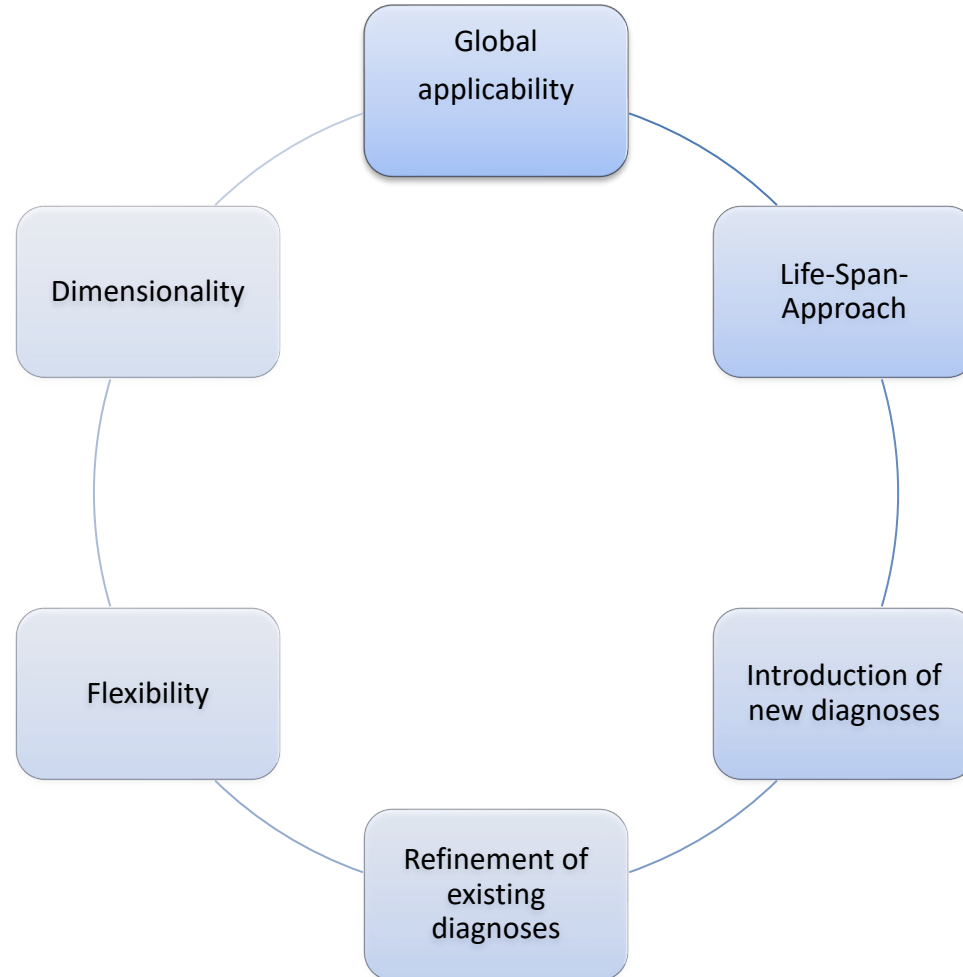 Global
applicability
Life-Span-
Approach
Introduction of
new diagnoses
Refinement of
existing
diagnoses
Flexibility
Dimensionality